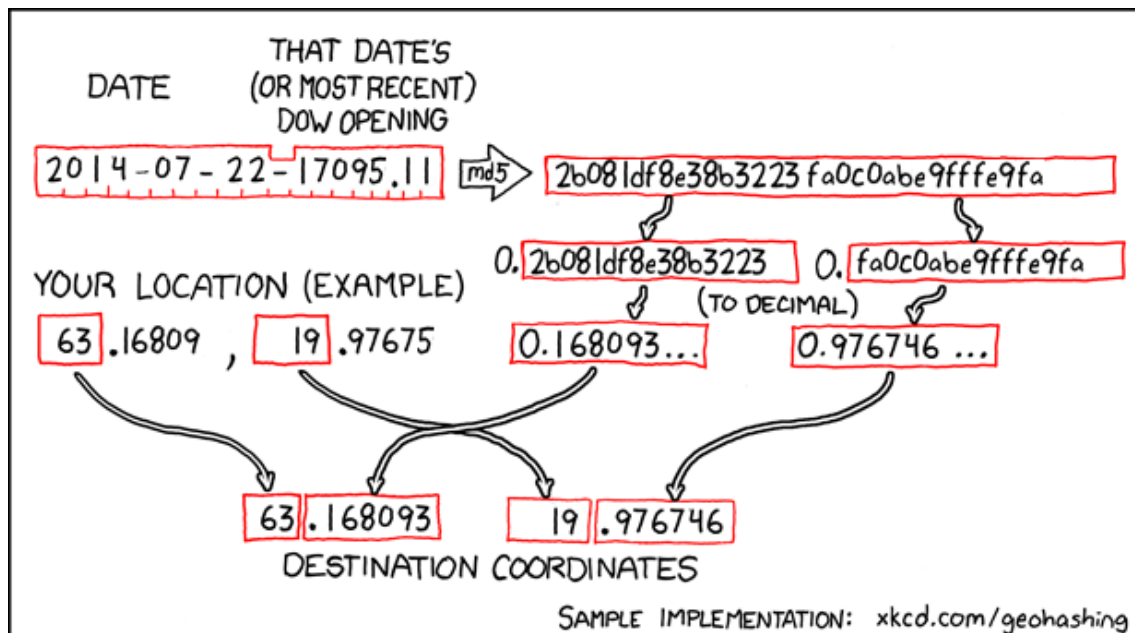 THAT DATE'S
DATE (OR MOST RECENT)
DOW OPENING
2014-07-22-17095.11 md5 2b081df8e38b3223fa0c0abe9fffe9fa
0.2b081df8e38b3223 0.fa0c0abe9fffe9fa
YOUR LOCATION (EXAMPLE) (TO DECIMAL)
63.16809, 19.97675 0.168093... 0.976746 ...
63.168093 19.976746
DESTINATION COORDINATES
SAMPLE IMPLEMENTATION: xkcd.com/geohashing